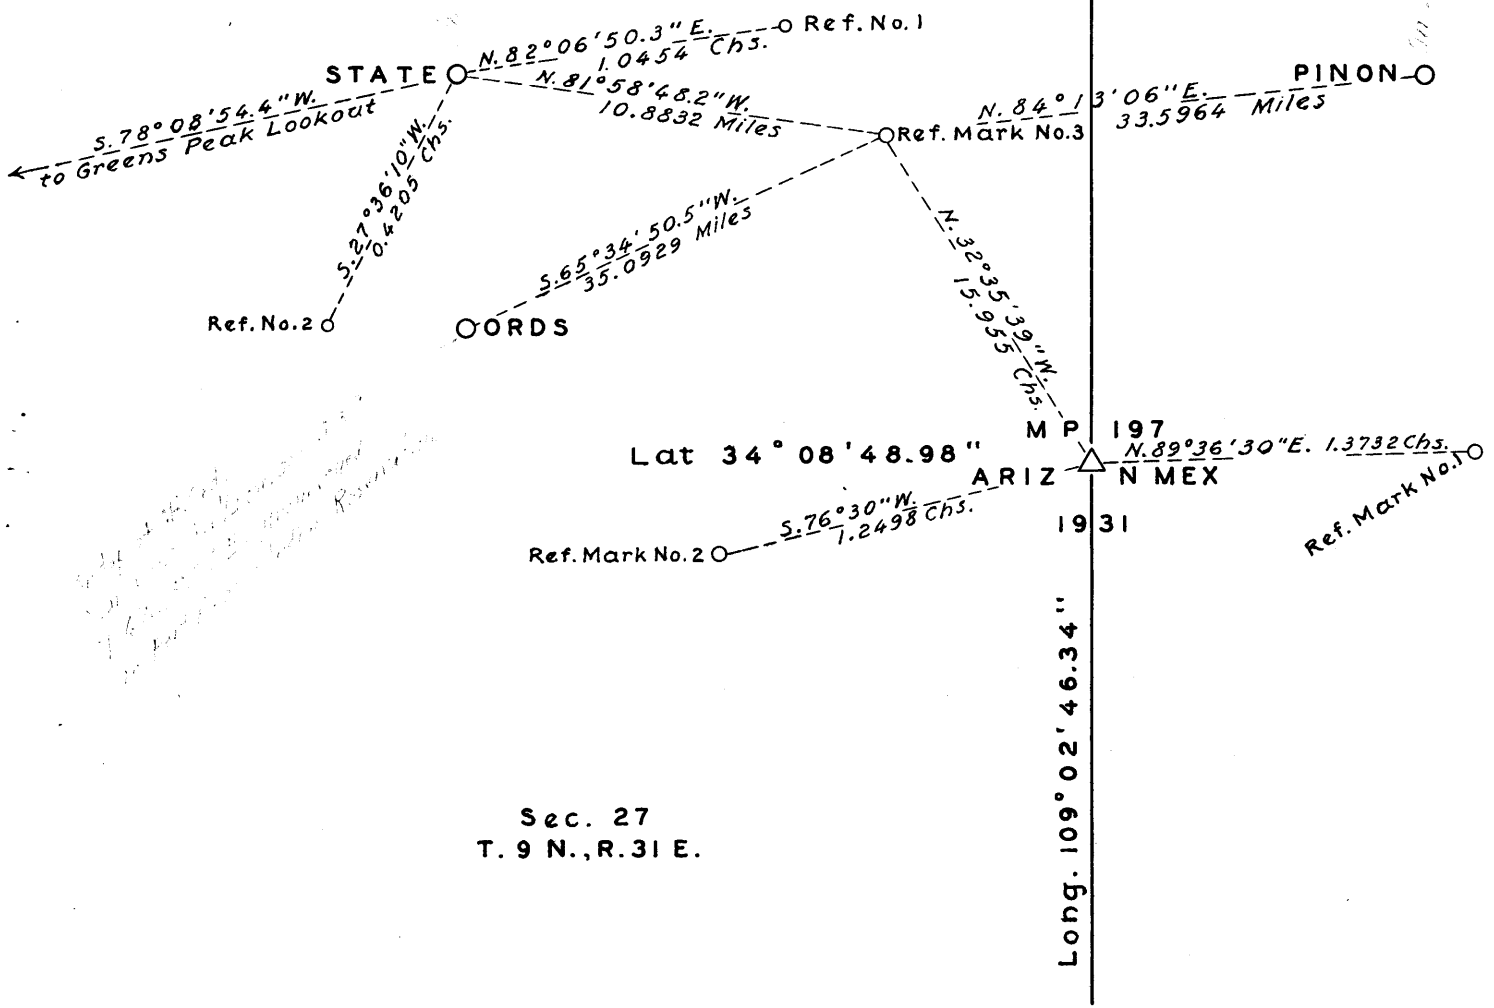 N. 82° 06' 50.3" E.
1.0454 Chs.
Ref. No. 1
STATE
N. 81° 58' 48.2" W.
10.8832 Miles
PINON
S. 78° 08' 54.4" W.
to Greens Peak Lookout
N. 84° 13' 06" E.
33.5964 Miles
Ref. Mark No. 3
S. 27° 36' 10" W.
0.4205 Chs.
S. 65° 34' 50.5" W.
35.0929 Miles
N. 32° 35' 39" W.
15.955 Chs.
Ref. No. 2
ORDS
M P 197
Lat 34° 08' 48.98"
N. 89° 36' 30" E. 1.3732 Chs.
ARIZ N MEX
Ref. Mark No. 1
S. 76° 30" W.
1.2498 Chs.
1931
Ref. Mark No. 2
Long. 109° 02' 46.34"
Sec. 27
T. 9 N., R. 31 E.